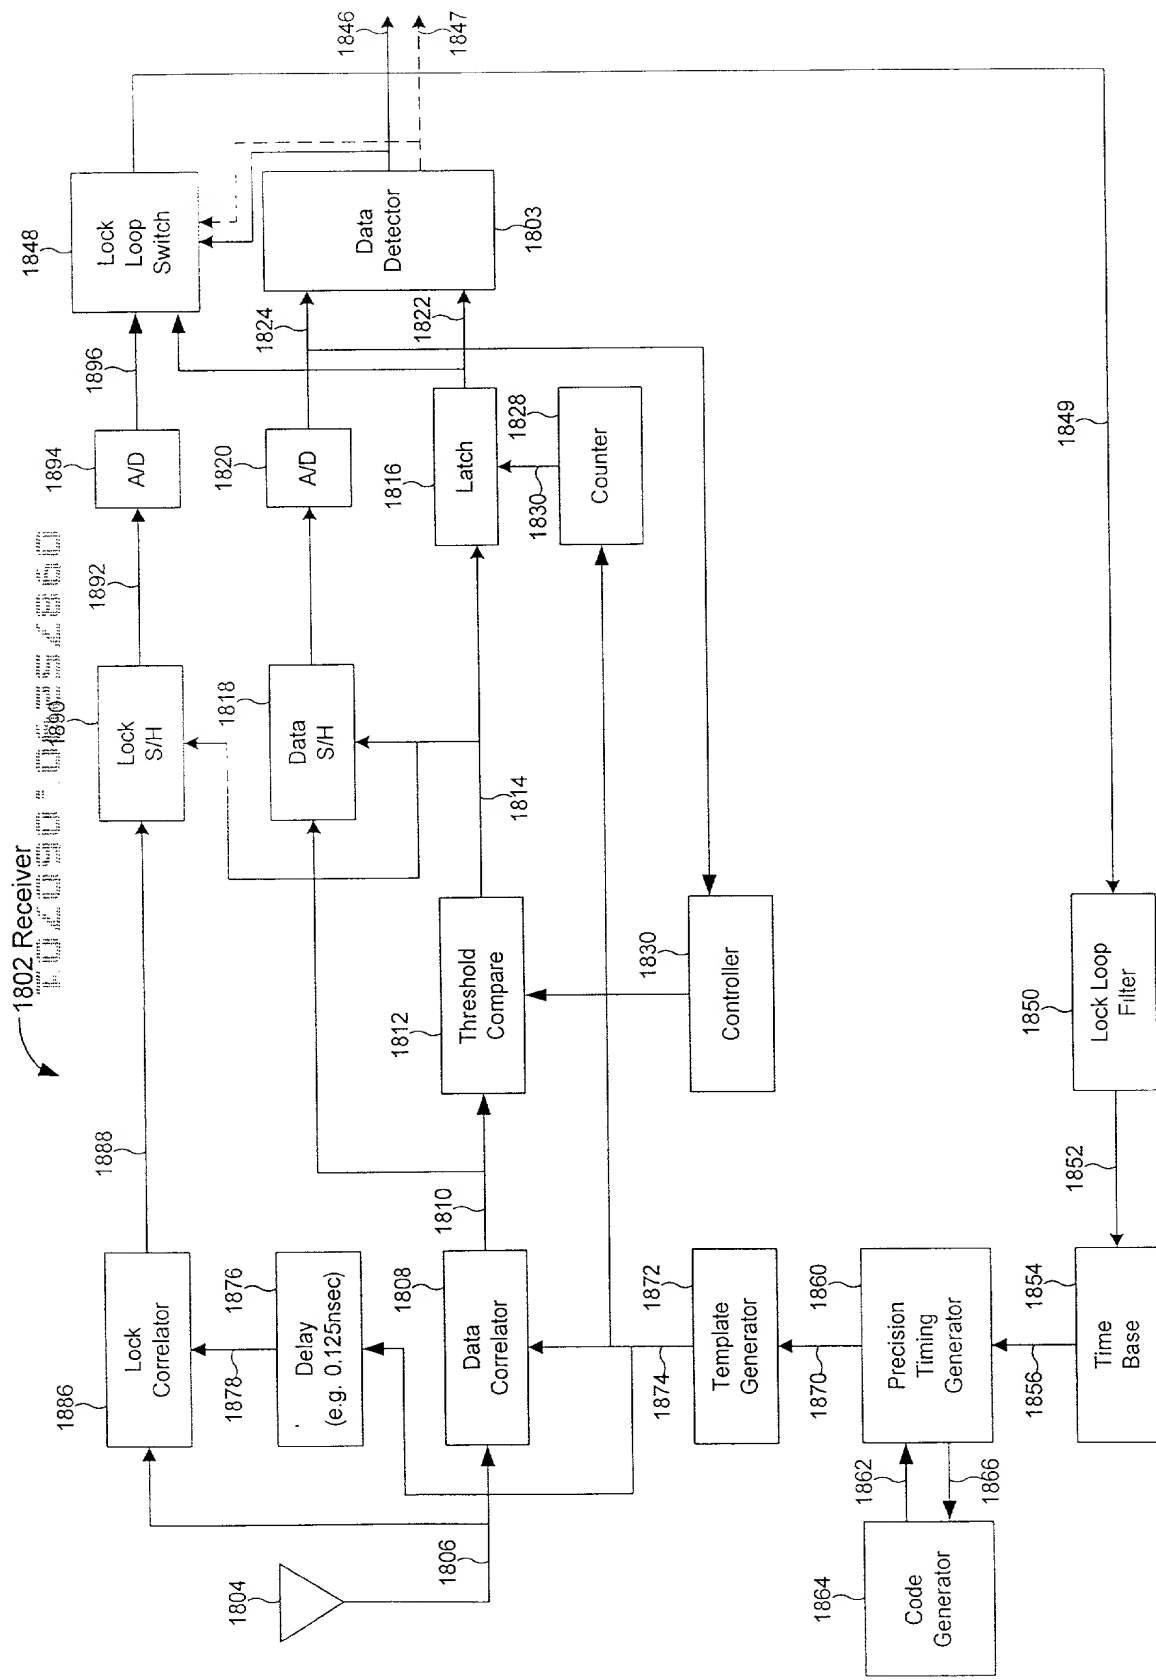 1802 Receiver
1848
Lock
Loop
Switch
1846
1847
1896
1894
A/D
1892
1890
Lock
S/H
1888
1886
Lock
Correlator
1824
1822
Data
Detector
1803
1820
A/D
1818
Data
S/H
1876
Delay
(e.g. 0.125nsec)
1878
1816
Latch
1828
Counter
1830
1814
1812
Threshold
Compare
1810
1808
Data
Correlator
1804
1806
1830
Controller
1872
Template
Generator
1874
1870
1860
Precision
Timing
Generator
1862
1866
1864
Code
Generator
1849
1850
Lock Loop
Filter
1852
1854
Time
Base
1856